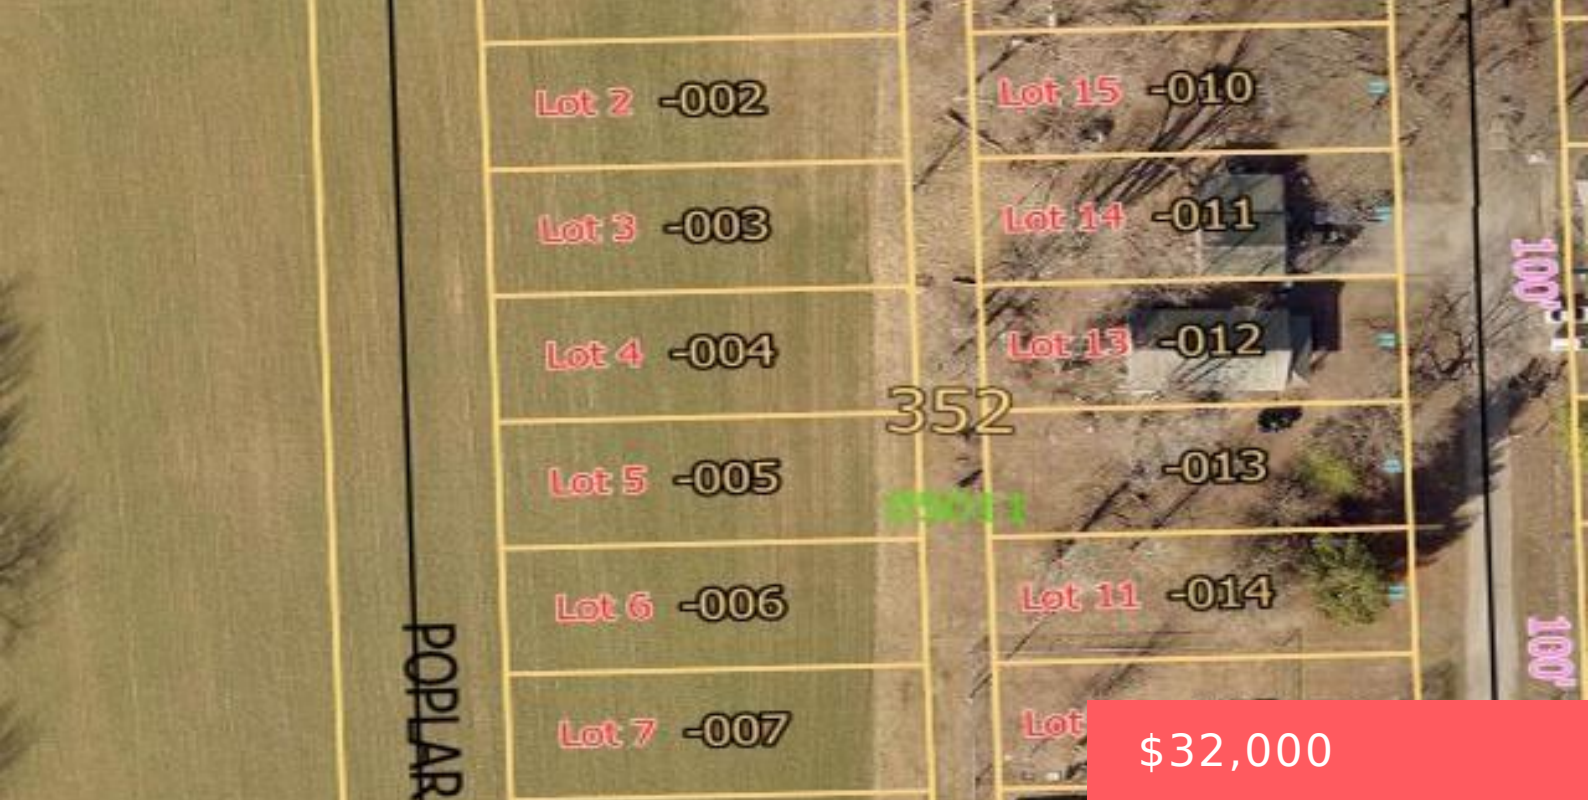 Lot 2 -002
Lot 15 -010
Lot 3 -003
Lot 14 -011
100'
Lot 4 -004
Lot 13 -012
352
Lot 5 -005
-013
Lot 6 -006
Lot 11 -014
100'
POPLAR
Lot 7 -007
Lot
$32,000